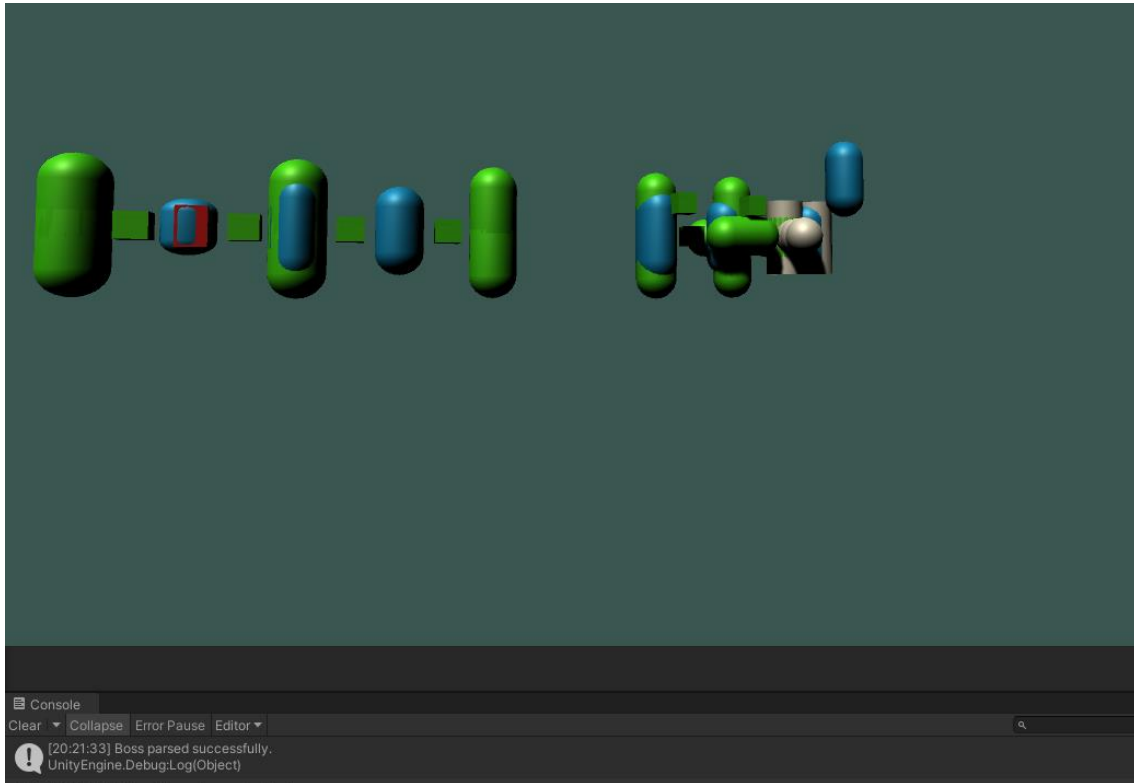 Console
Clear Collapse Error Pause Editor
[20:21:33] Boss parsed successfully.
UnityEngine.Debug:Log(Object)